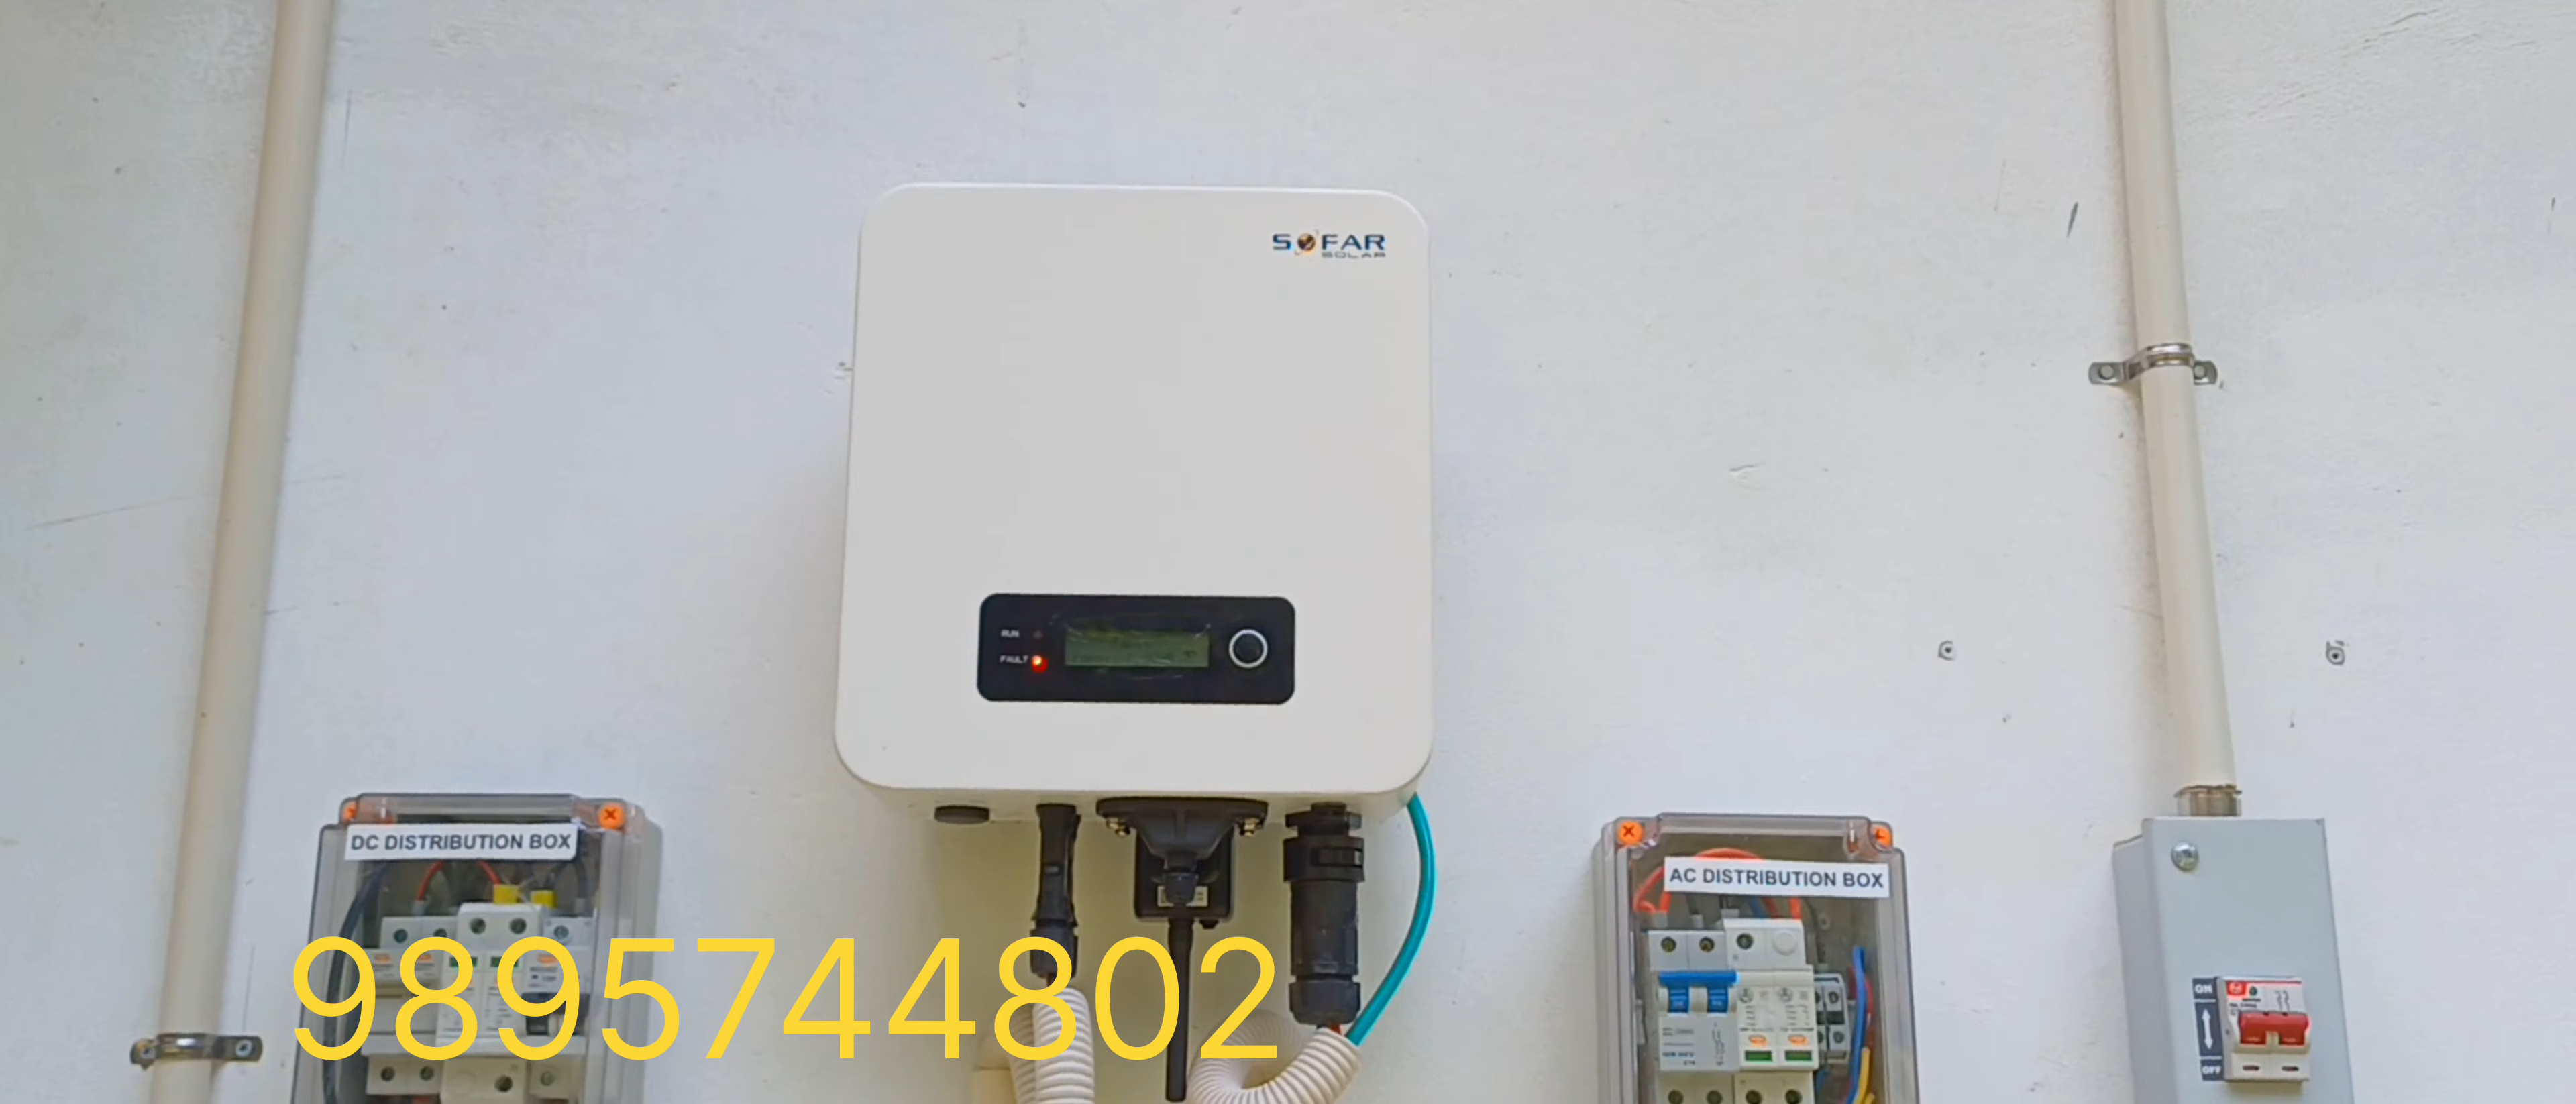 SOFAR
SOLAR
RUN
FAULT
DC DISTRIBUTION BOX
AC DISTRIBUTION BOX
9895744802
ON
OFF